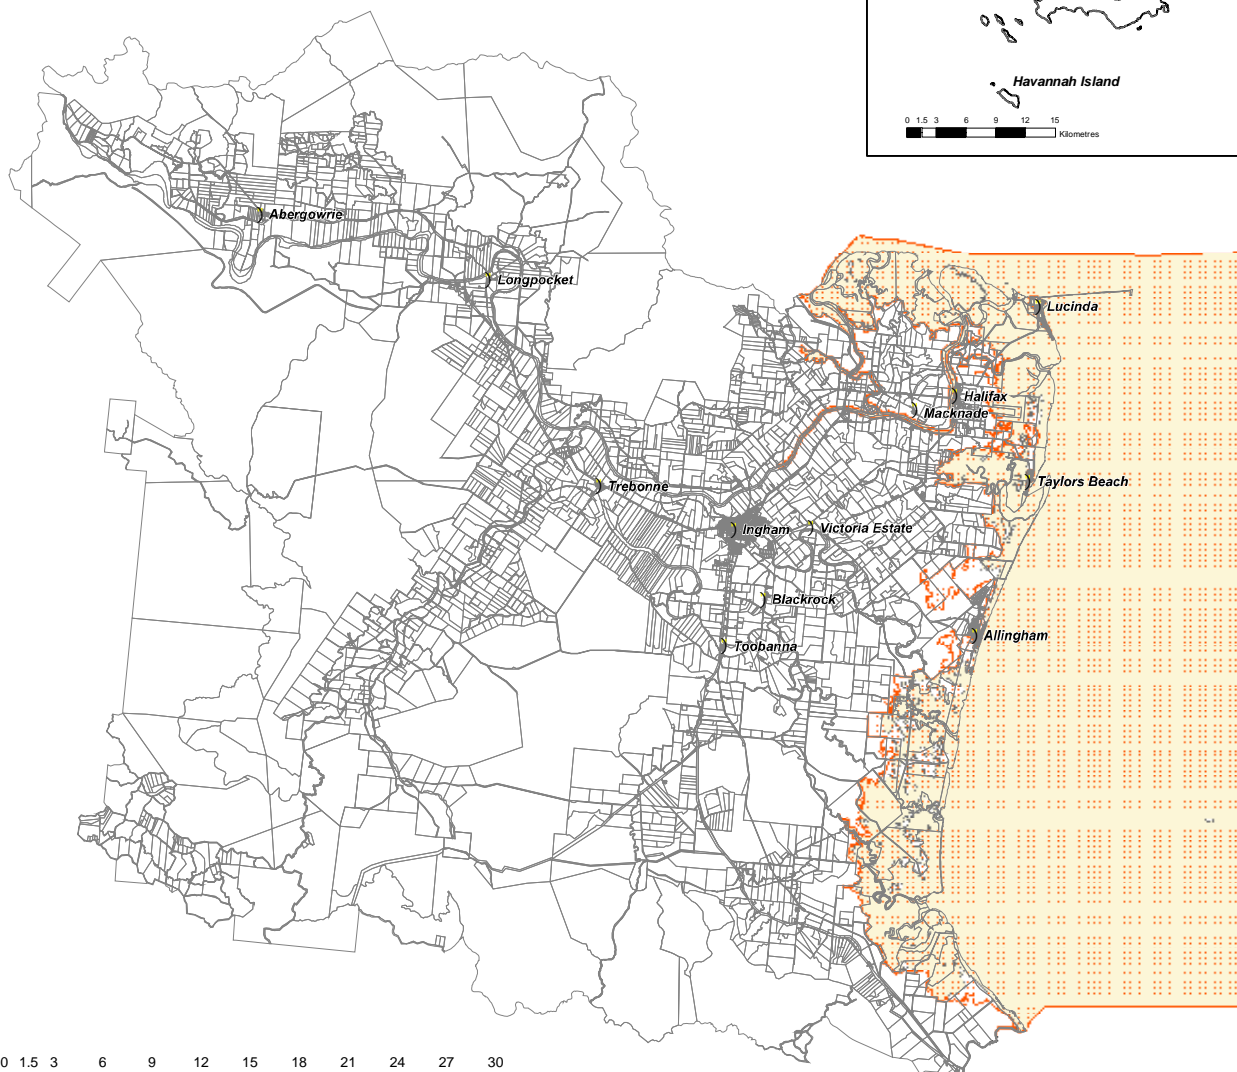 Havannah Island
0 1.5 3 6 9 12 15
Kilometres
Abergowrie
Longpocket
Lucinda
Halifax
Macknade
Taylors Beach
Trebonne
Ingham
Victoria Estate
Blackrock
Allingham
Toobanna
0 1.5 3 6 9 12 15 18 21 24 27 30